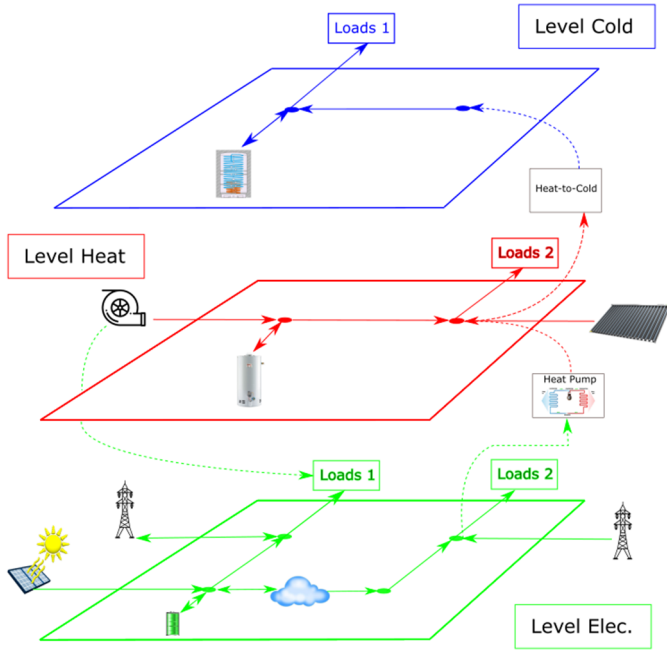 Loads 1
Level Cold
Heat-to-Cold
Level Heat
Loads 2
Heat Pump
Loads 1
Loads 2
Level Elec.